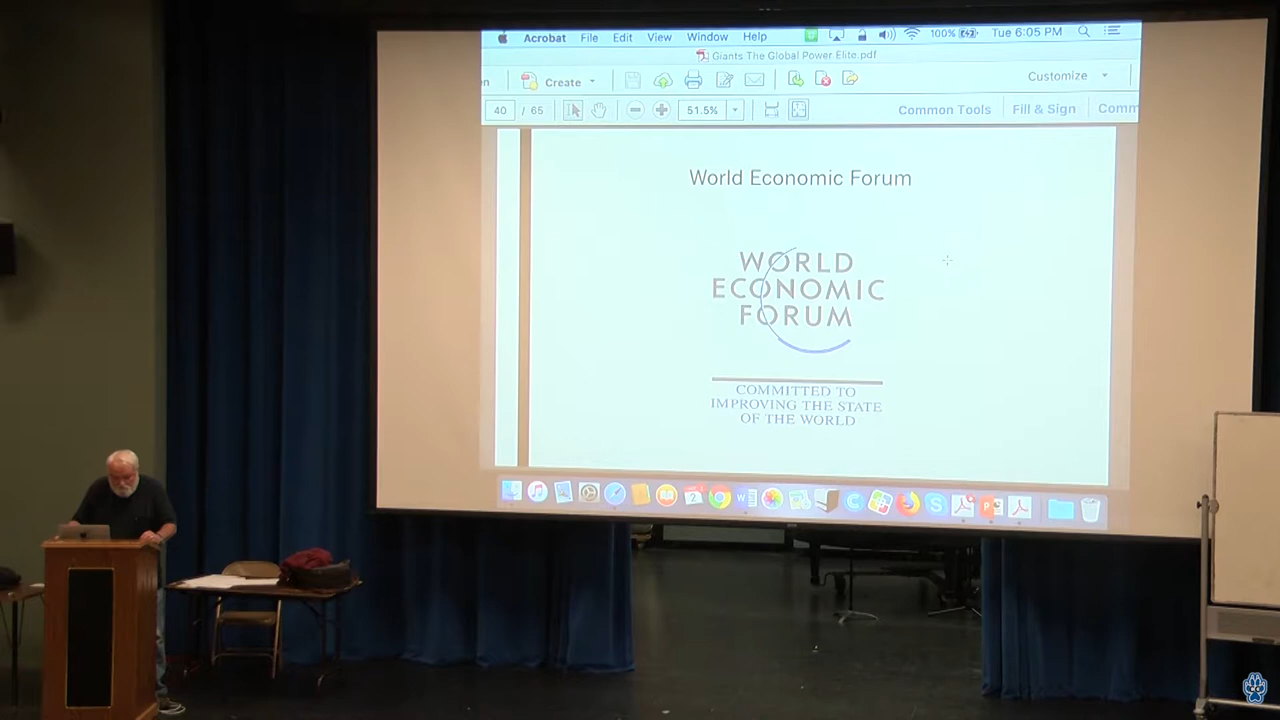 Acrobat File Edit View Window Help 100% Tue 6:05 PM
Giants The Global Power Elite.pdf
Create Customize
40 / 65 51.5% Common Tools Fill & Sign Comm
World Economic Forum
WORLD
ECONOMIC
FORUM
COMMITTED TO
IMPROVING THE STATE
OF THE WORLD
2